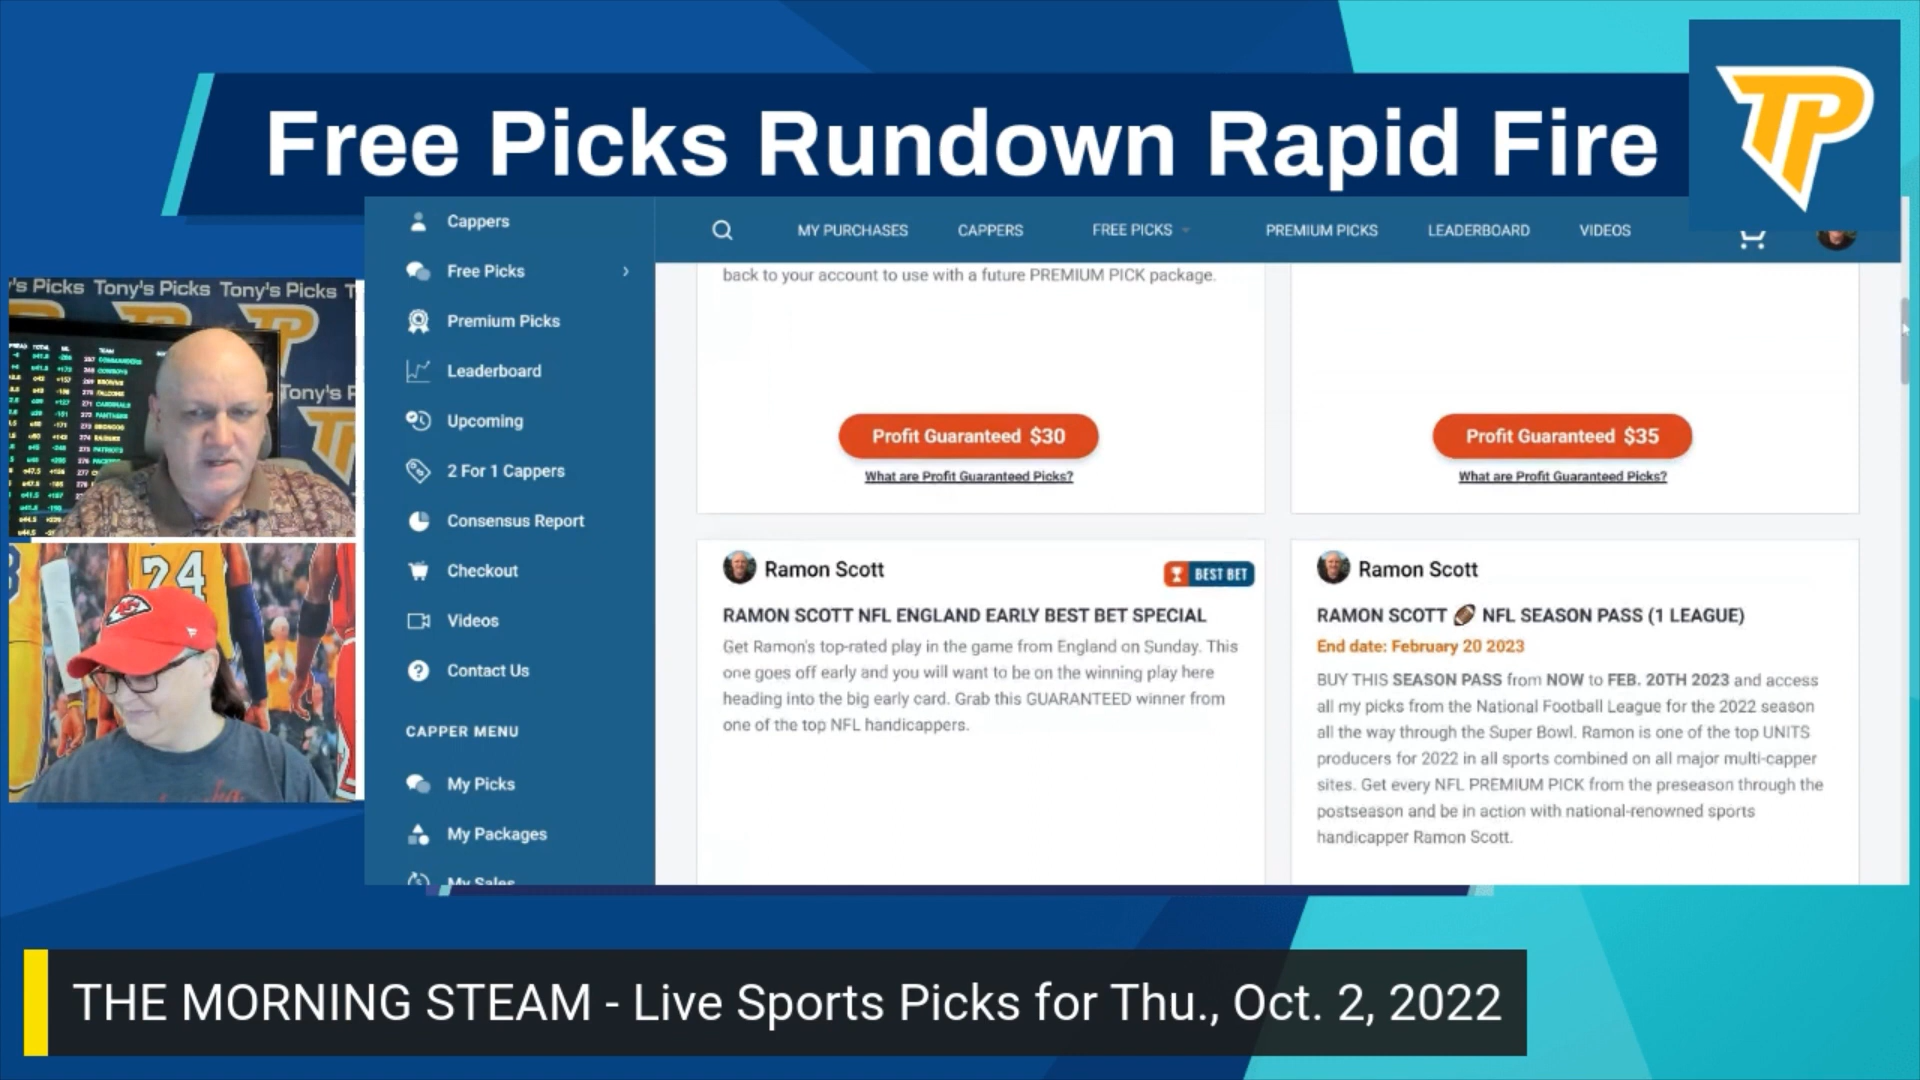 Free Picks Rundown Rapid Fire
TP
Cappers
Free Picks
Premium Picks
Leaderboard
Upcoming
2 For 1 Cappers
Consensus Report
Checkout
Videos
Contact Us
CAPPER MENU
My Picks
My Packages
My Sales
MY PURCHASES CAPPERS FREE PICKS PREMIUM PICKS LEADERBOARD VIDEOS
back to your account to use with a future PREMIUM PICK package.
Profit Guaranteed $30
What are Profit Guaranteed Picks?
Profit Guaranteed $35
What are Profit Guaranteed Picks?
Ramon Scott
BEST BET
RAMON SCOTT NFL ENGLAND EARLY BEST BET SPECIAL
Get Ramon's top-rated play in the game from England on Sunday. This
one goes off early and you will want to be on the winning play here
heading into the big early card. Grab this GUARANTEED winner from
one of the top NFL handicappers.
Ramon Scott
RAMON SCOTT 🏈 NFL SEASON PASS (1 LEAGUE)
End date: February 20 2023
BUY THIS SEASON PASS from NOW to FEB. 20TH 2023 and access
all my picks from the National Football League for the 2022 season
all the way through the Super Bowl. Ramon is one of the top UNITS
producers for 2022 in all sports combined on all major multi-capper
sites. Get every NFL PREMIUM PICK from the preseason through the
postseason and be in action with national-renowned sports
handicapper Ramon Scott.
's Picks Tony's Picks Tony's Picks T
Tony's P
24
KC
THE MORNING STEAM - Live Sports Picks for Thu., Oct. 2, 2022